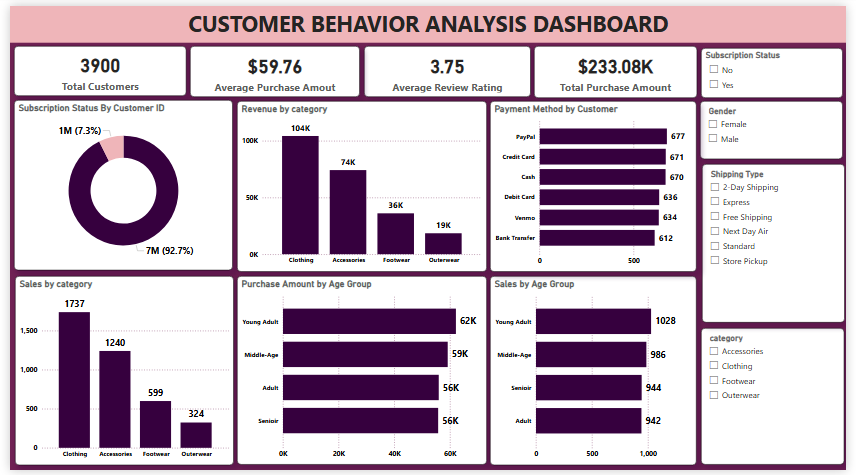 CUSTOMER BEHAVIOR ANALYSIS DASHBOARD
3900
Total Customers
$59.76
Average Purchase Amout
3.75
Average Review Rating
$233.08K
Total Purchase Amount
Subscription Status
No
Yes
Gender
Female
Male
Shipping Type
2-Day Shipping
Express
Free Shipping
Next Day Air
Standard
Store Pickup
category
Accessories
Clothing
Footwear
Outerwear
Subscription Status By Customer ID
1M (7.3%)
7M (92.7%)
Revenue by category
100K
50K
0K
104K
74K
36K
19K
Clothing
Accessories
Footwear
Outerwear
Payment Method by Customer
PayPal 677
Credit Card 671
Cash 670
Debit Card 636
Venmo 634
Bank Transfer 612
0 500
Sales by category
1,500
1,000
500
0
1737
1240
599
324
Clothing
Accessories
Footwear
Outerwear
Purchase Amount by Age Group
Young Adult 62K
Middle-Age 59K
Adult 56K
Senioir 56K
0K 20K 40K 60K
Sales by Age Group
Young Adult 1028
Middle-Age 986
Senioir 944
Adult 942
0 500 1,000